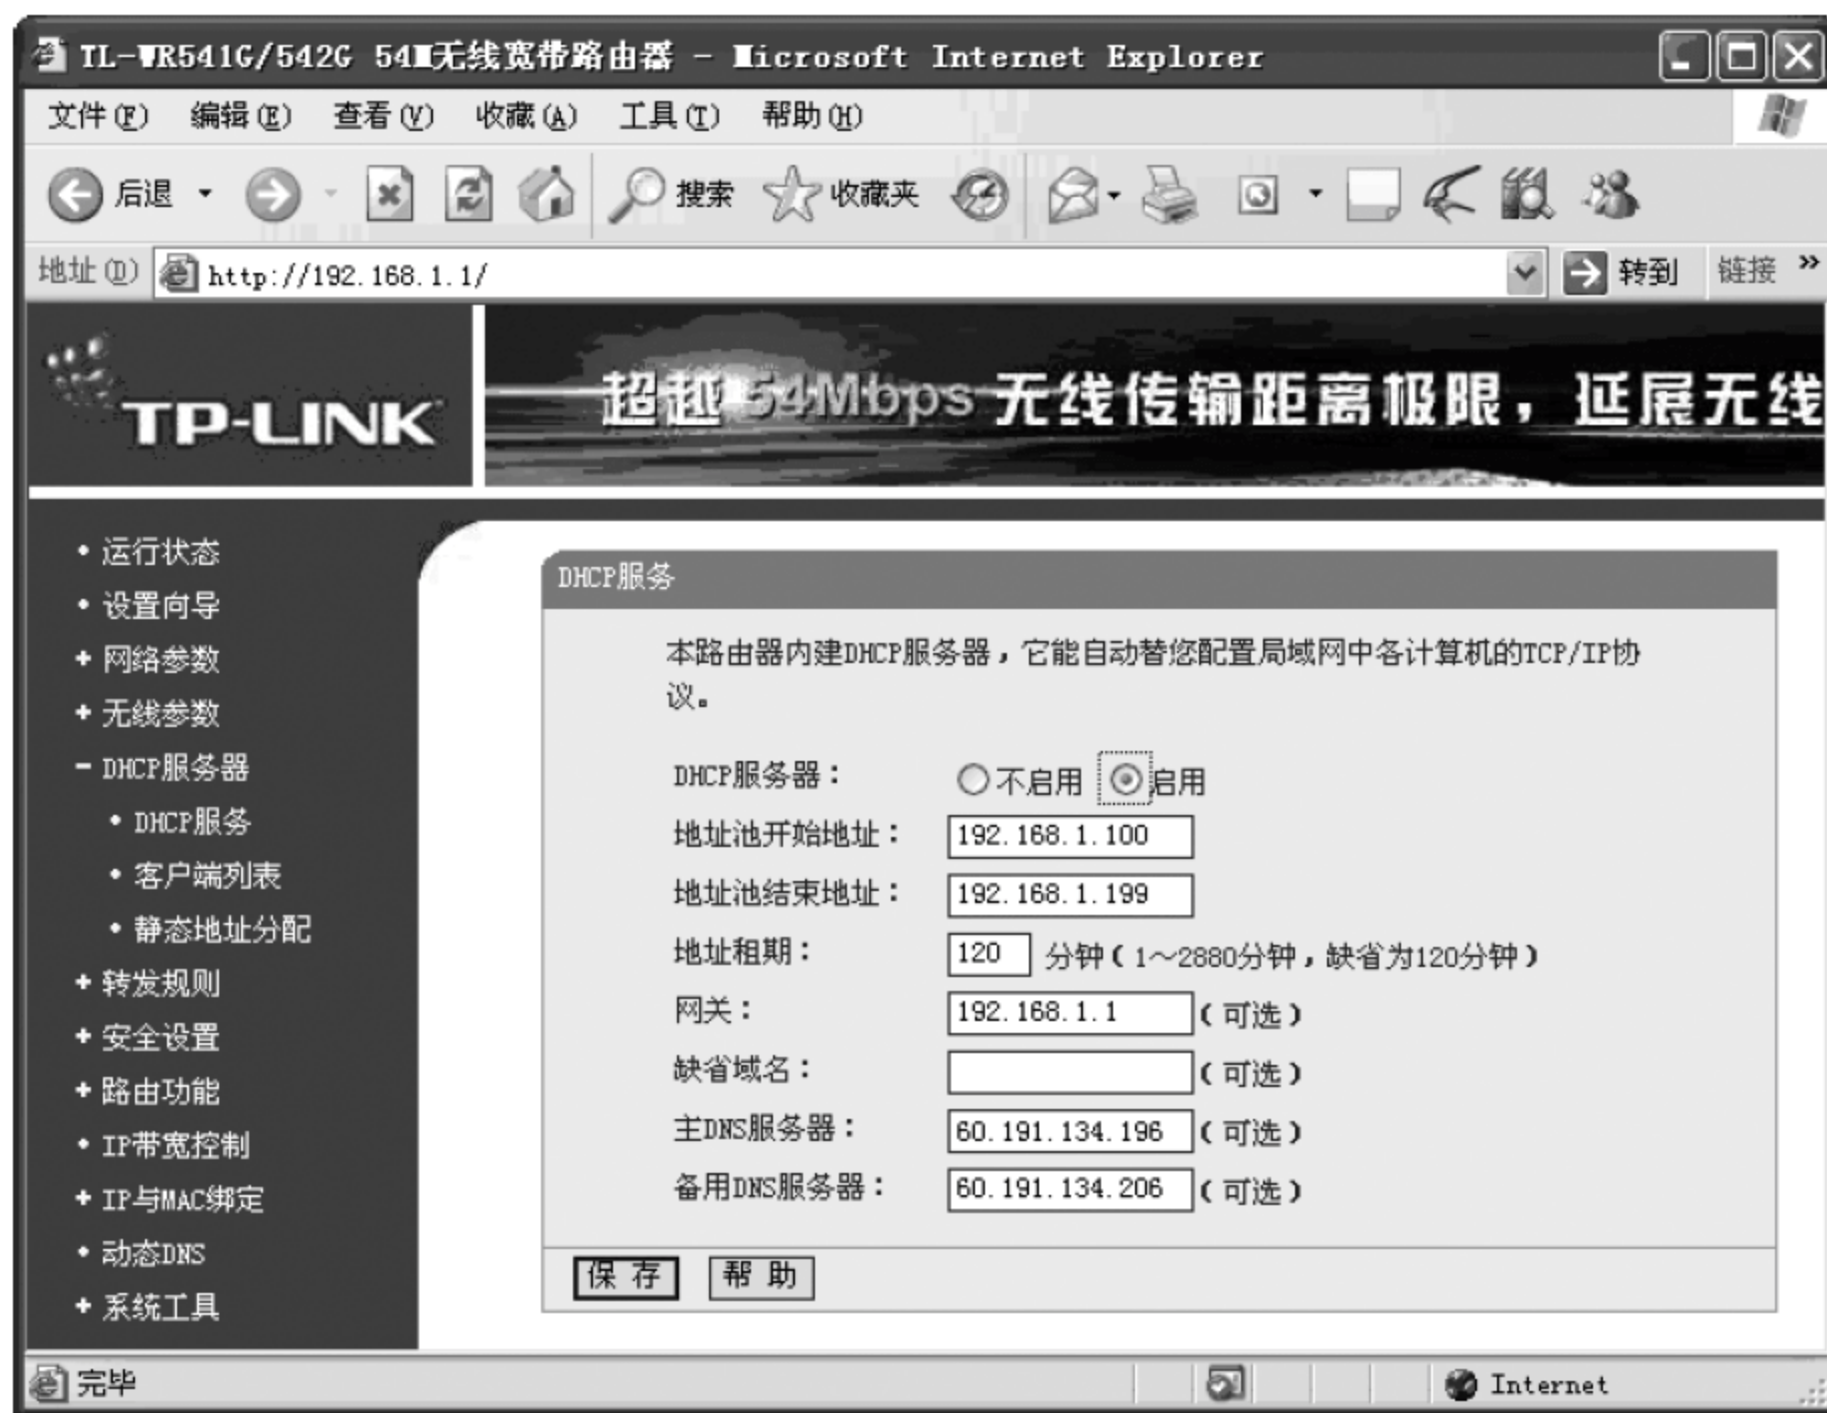 TL-WR541G/542G 54M无线宽带路由器 - Microsoft Internet Explorer
文件(F) 编辑(E) 查看(V) 收藏(A) 工具(T) 帮助(H)
后退 搜索 收藏夹
地址(D) http://192.168.1.1/ 转到 链接 »
TP-LINK 超越 54Mbps 无线传输距离极限，延展无线
• 运行状态
• 设置向导
+ 网络参数
+ 无线参数
- DHCP服务器
• DHCP服务
• 客户端列表
• 静态地址分配
+ 转发规则
+ 安全设置
+ 路由功能
• IP带宽控制
+ IP与MAC绑定
• 动态DNS
+ 系统工具
DHCP服务
本路由器内建DHCP服务器，它能自动替您配置局域网中各计算机的TCP/IP协
议。
DHCP服务器： 不启用 启用
地址池开始地址： 192.168.1.100
地址池结束地址： 192.168.1.199
地址租期： 120 分钟（1～2880分钟，缺省为120分钟）
网关： 192.168.1.1 （可选）
缺省域名： （可选）
主DNS服务器： 60.191.134.196 （可选）
备用DNS服务器： 60.191.134.206 （可选）
保 存 帮 助
完毕 Internet